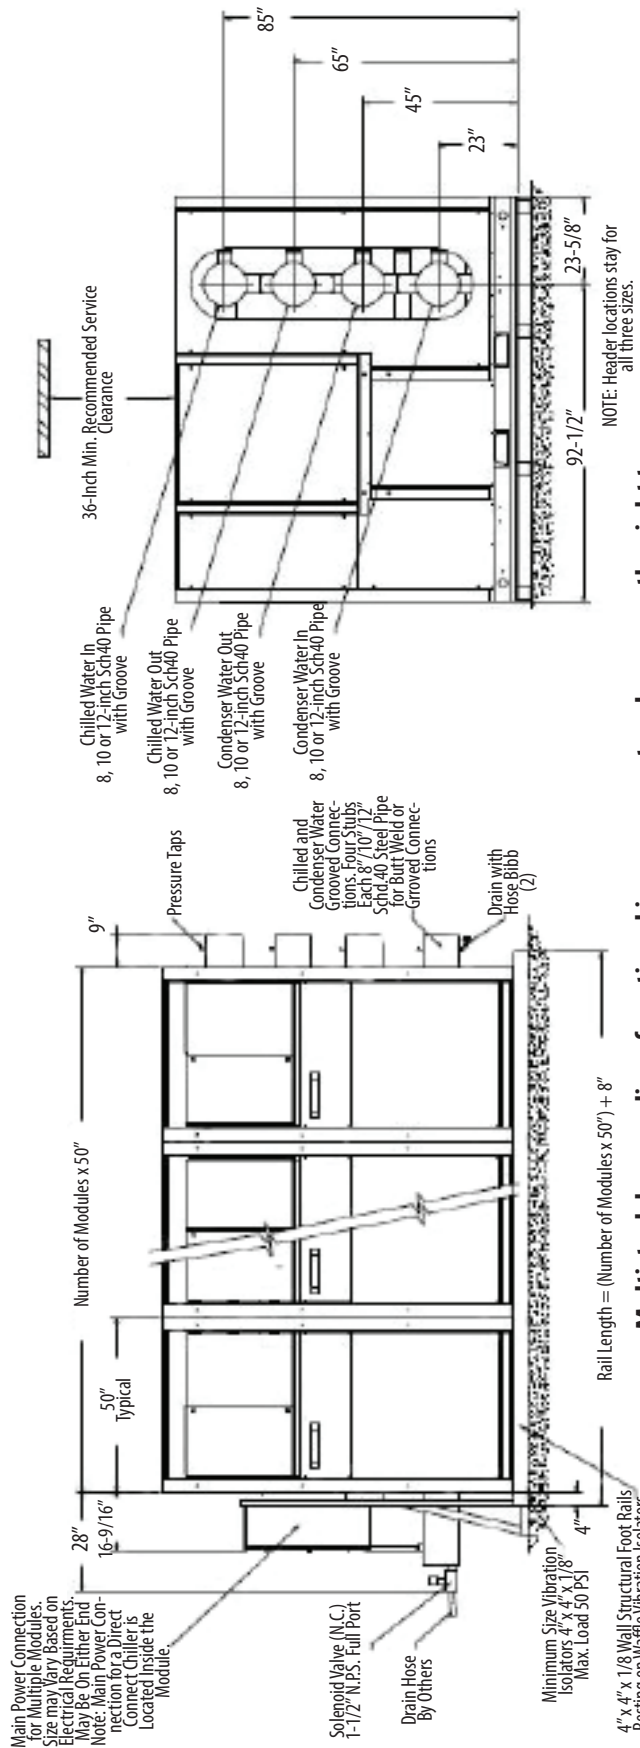 Main Power Connection
for Multiple Modules.
Size may Vary Based on
Electrical Requirments.
May Be On Either End
Note: Main Power Con-
nection for a Direct
Connect Chiller is
Located Inside the
Module.
Solenoid Valve (N.C.)
1-1/2" N.P.S. Full Port
Drain Hose
By Others
Minimum Size Vibration
Isolators 4" x 4" x 1/8"
Max. Load 50 PSI
4" x 4" x 1/8 Wall Structural Foot Rails
Resting on Waffle Vibration Isolators
28"
16-9/16"
4"
50"
Typical
Number of Modules x 50"
Rail Length = (Number of Modules x 50") + 8"
9"
Pressure Taps
Chilled and
Condenser Water
Grooved Connec-
tions. Four Stubs
Each 8"/10"/12"
Schd.40 Steel Pipe
for Butt Weld or
Grroved Connec-
tions
Drain with
Hose Bibb
(2)
Chilled Water In
8, 10 or 12-inch Sch40 Pipe
with Groove
Chilled Water Out
8, 10 or 12-inch Sch40 Pipe
with Groove
Condenser Water Out
8, 10 or 12-inch Sch40 Pipe
with Groove
Condenser Water In
8, 10 or 12-inch Sch40 Pipe
with Groove
36-Inch Min. Recommended Service
Clearance
85"
65"
45"
23"
92-1/2"
23-5/8"
NOTE: Header locations stay for
all three sizes.